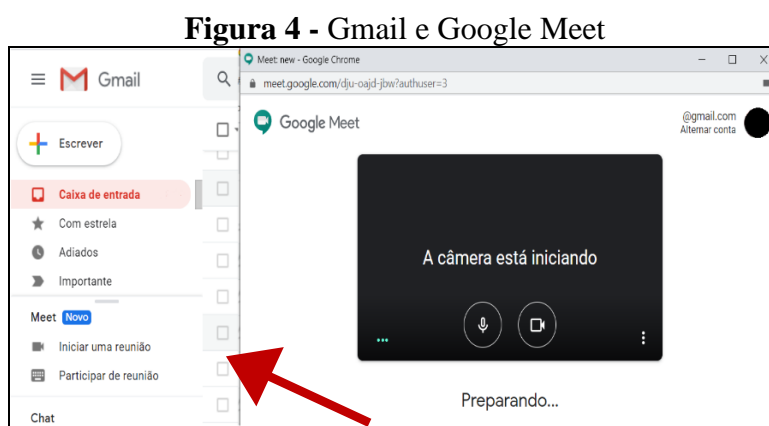 Figura 4 - Gmail e Google Meet
Meet: new - Google Chrome
meet.google.com/dju-oajd-jbw?authuser=3
Gmail
Google Meet
@gmail.com
Alternar conta
Escrever
Caixa de entrada
Com estrela
Adiados
Importante
A câmera está iniciando
Meet Novo
Iniciar uma reunião
Participar de reunião
Preparando...
Chat